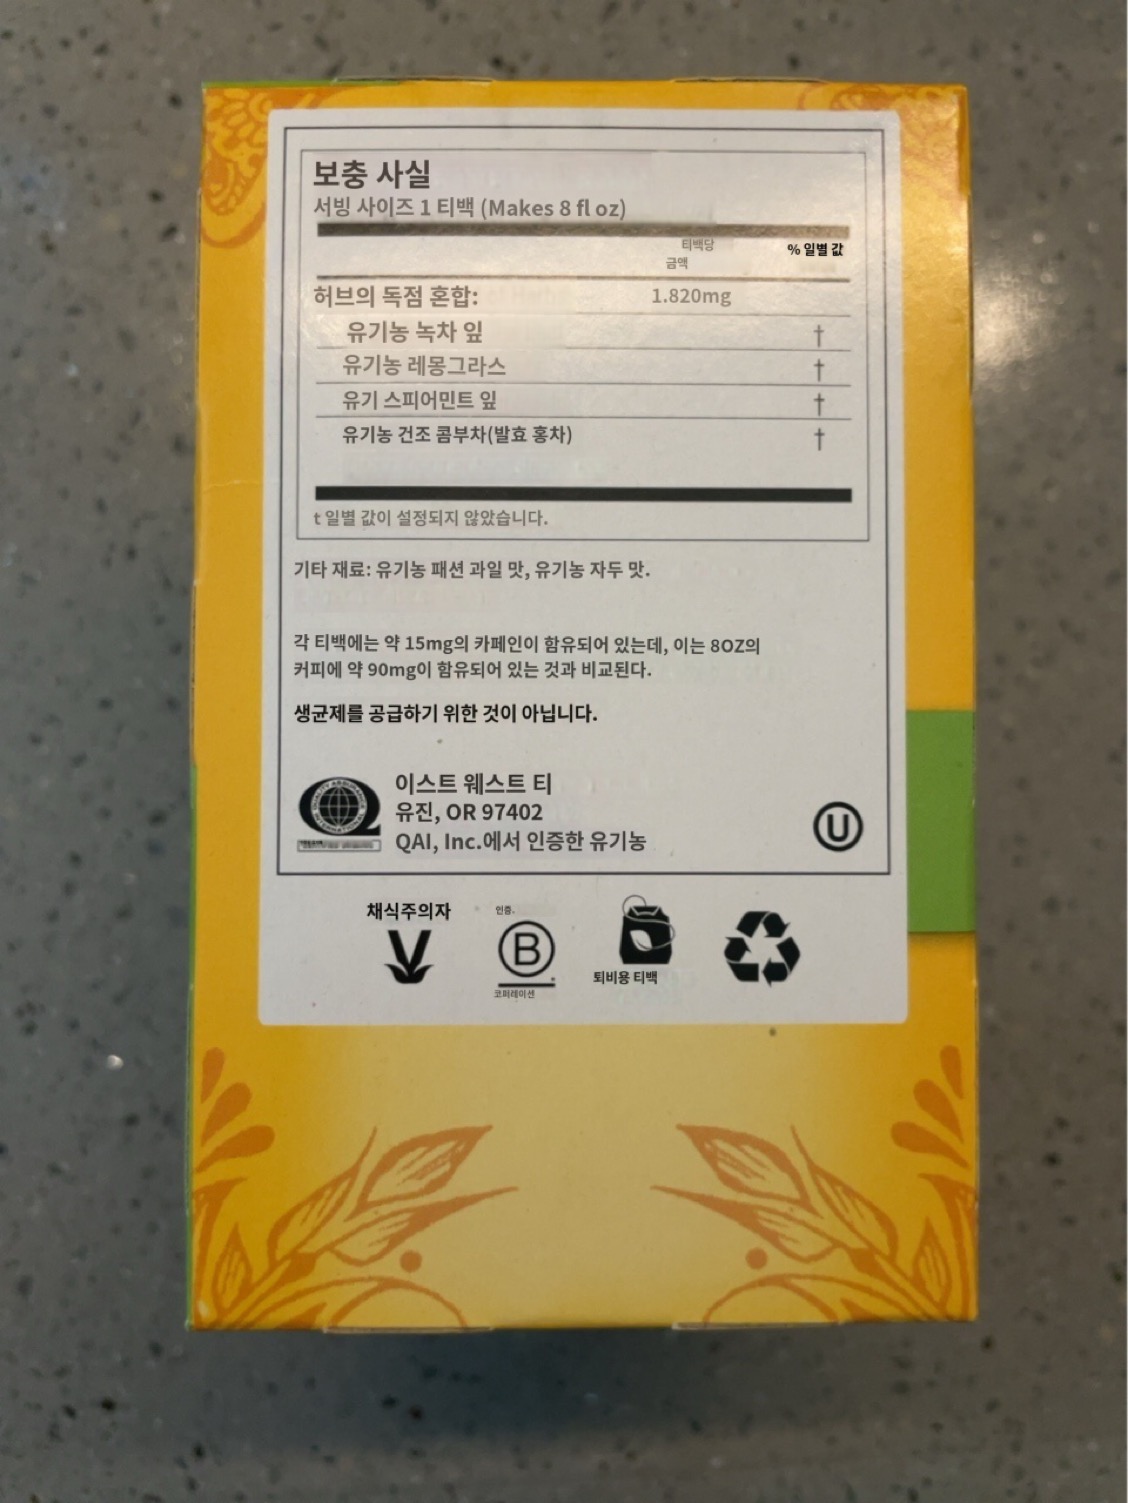 보충 사실
서빙 사이즈 1 티백 (Makes 8 fl oz)
티백당
금액
% 일별 값
허브의 독점 혼합: 1.820mg
유기농 녹차 잎 †
유기농 레몽그라스 †
유기 스피어민트 잎 †
유기농 건조 콤부차(발효 홍차) †
t 일별 값이 설정되지 않았습니다.
기타 재료: 유기농 패션 과일 맛, 유기농 자두 맛.
각 티백에는 약 15mg의 카페인이 함유되어 있는데, 이는 8OZ의
커피에 약 90mg이 함유되어 있는 것과 비교된다.
생균제를 공급하기 위한 것이 아닙니다.
QUALITY ASSURANCE
INTERNATIONAL
이스트 웨스트 티
유진, OR 97402
QAI, Inc.에서 인증한 유기농
U
채식주의자
인증.
B
코퍼레이션
퇴비용 티백